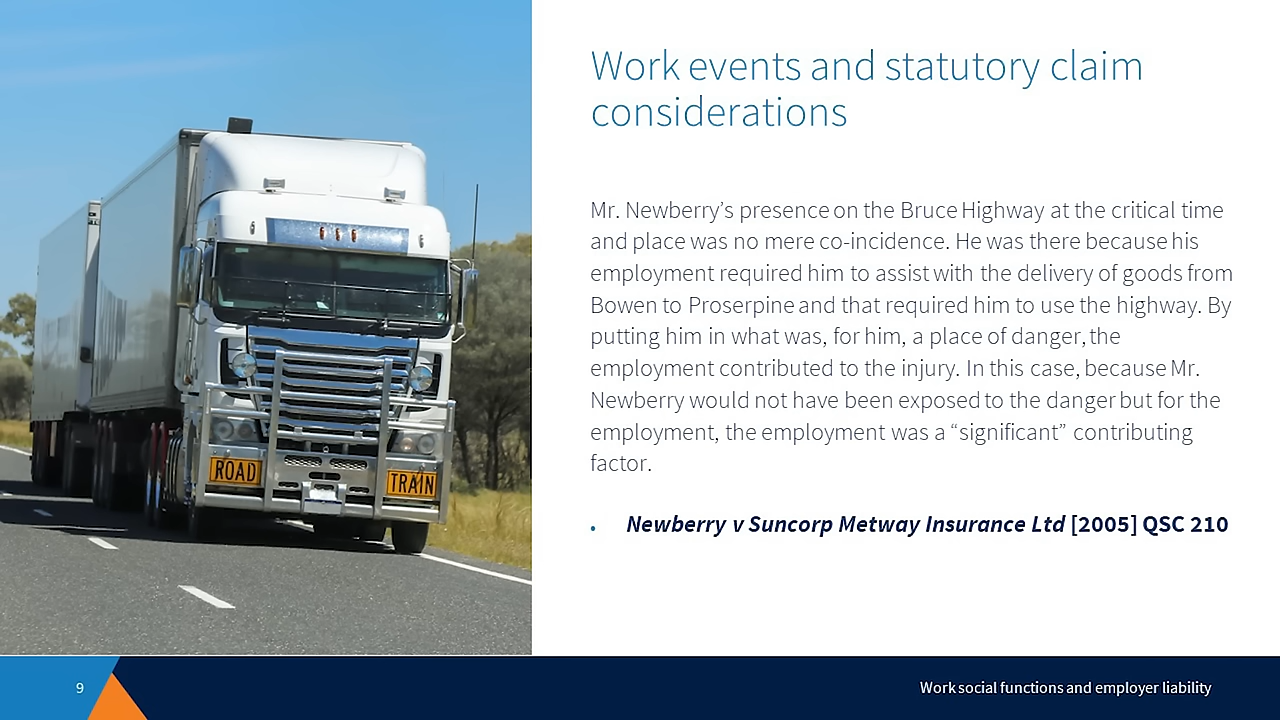 Work events and statutory claim
considerations
Mr. Newberry’s presence on the Bruce Highway at the critical time
and place was no mere co-incidence. He was there because his
employment required him to assist with the delivery of goods from
Bowen to Proserpine and that required him to use the highway. By
putting him in what was, for him, a place of danger, the
employment contributed to the injury. In this case, because Mr.
Newberry would not have been exposed to the danger but for the
employment, the employment was a “significant” contributing
factor.
• Newberry v Suncorp Metway Insurance Ltd [2005] QSC 210
ROAD
TRAIN
9
Work social functions and employer liability